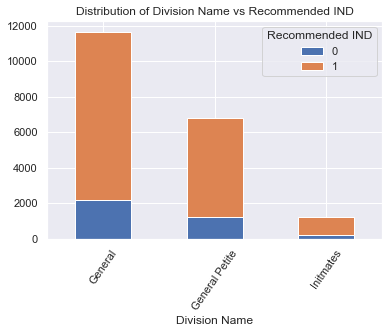 Distribution of Division Name vs Recommended IND
Recommended IND
0
1
12000
10000
8000
6000
4000
2000
0
General
General Petite
Initmates
Division Name